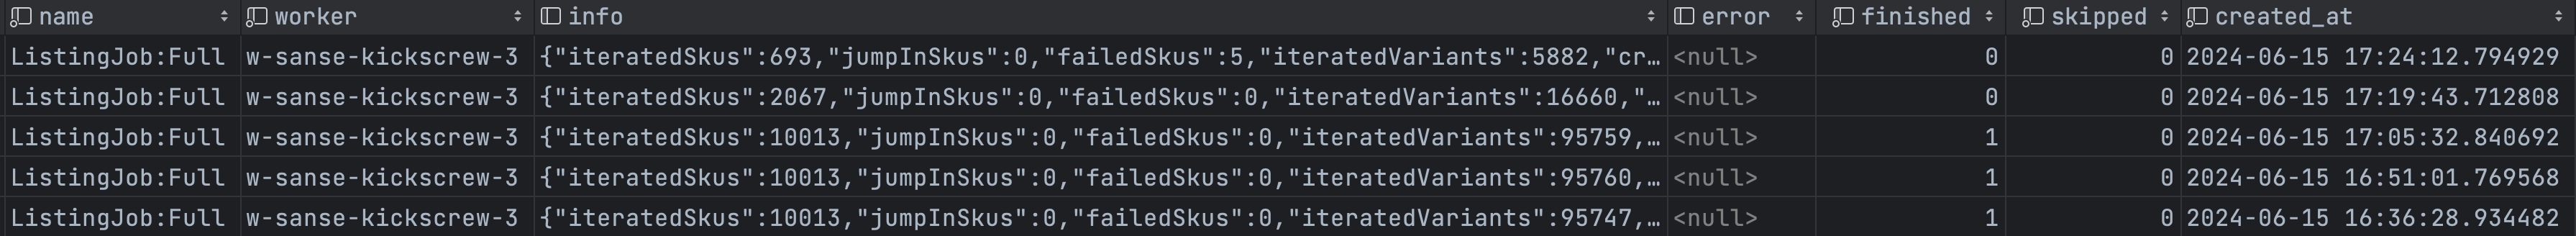 name worker info error finished skipped created_at
ListingJob:Full w-sanse-kickscrew-3 {"iteratedSkus":693,"jumpInSkus":0,"failedSkus":5,"iteratedVariants":5882,"cr… <null> 0 0 2024-06-15 17:24:12.794929
ListingJob:Full w-sanse-kickscrew-3 {"iteratedSkus":2067,"jumpInSkus":0,"failedSkus":0,"iteratedVariants":16660,"… <null> 0 0 2024-06-15 17:19:43.712808
ListingJob:Full w-sanse-kickscrew-3 {"iteratedSkus":10013,"jumpInSkus":0,"failedSkus":0,"iteratedVariants":95759,… <null> 1 0 2024-06-15 17:05:32.840692
ListingJob:Full w-sanse-kickscrew-3 {"iteratedSkus":10013,"jumpInSkus":0,"failedSkus":0,"iteratedVariants":95760,… <null> 1 0 2024-06-15 16:51:01.769568
ListingJob:Full w-sanse-kickscrew-3 {"iteratedSkus":10013,"jumpInSkus":0,"failedSkus":0,"iteratedVariants":95747,… <null> 1 0 2024-06-15 16:36:28.934482